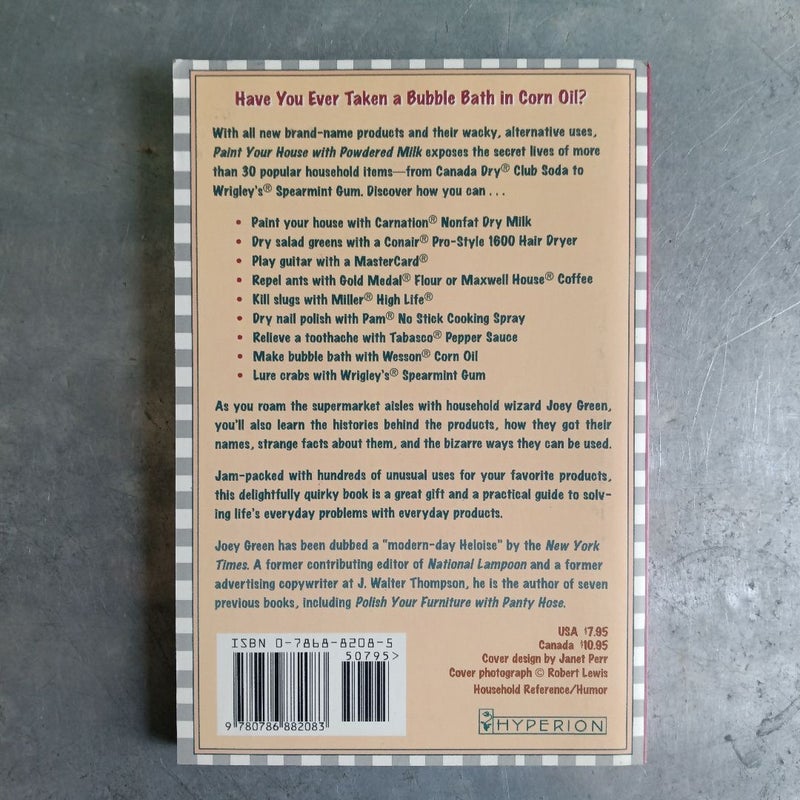 Have You Ever Taken a Bubble Bath in Corn Oil?
With all new brand-name products and their wacky, alternative uses,
Paint Your House with Powdered Milk exposes the secret lives of more
than 30 popular household items—from Canada Dry® Club Soda to
Wrigley's® Spearmint Gum. Discover how you can . . .
• Paint your house with Carnation® Nonfat Dry Milk
• Dry salad greens with a Conair® Pro-Style 1600 Hair Dryer
• Play guitar with a MasterCard®
• Repel ants with Gold Medal® Flour or Maxwell House® Coffee
• Kill slugs with Miller® High Life®
• Dry nail polish with Pam® No Stick Cooking Spray
• Relieve a toothache with Tabasco® Pepper Sauce
• Make bubble bath with Wesson® Corn Oil
• Lure crabs with Wrigley's® Spearmint Gum
As you roam the supermarket aisles with household wizard Joey Green,
you'll also learn the histories behind the products, how they got their
names, strange facts about them, and the bizarre ways they can be used.
Jam-packed with hundreds of unusual uses for your favorite products,
this delightfully quirky book is a great gift and a practical guide to solv-
ing life's everyday problems with everyday products.
Joey Green has been dubbed a "modern-day Heloise" by the New York
Times. A former contributing editor of National Lampoon and a former
advertising copywriter at J. Walter Thompson, he is the author of seven
previous books, including Polish Your Furniture with Panty Hose.
USA $7.95
Canada $10.95
Cover design by Janet Perr
Cover photograph © Robert Lewis
Household Reference/Humor
HYPERION
ISBN 0-7868-8208-5
50795>
9 780786 882083